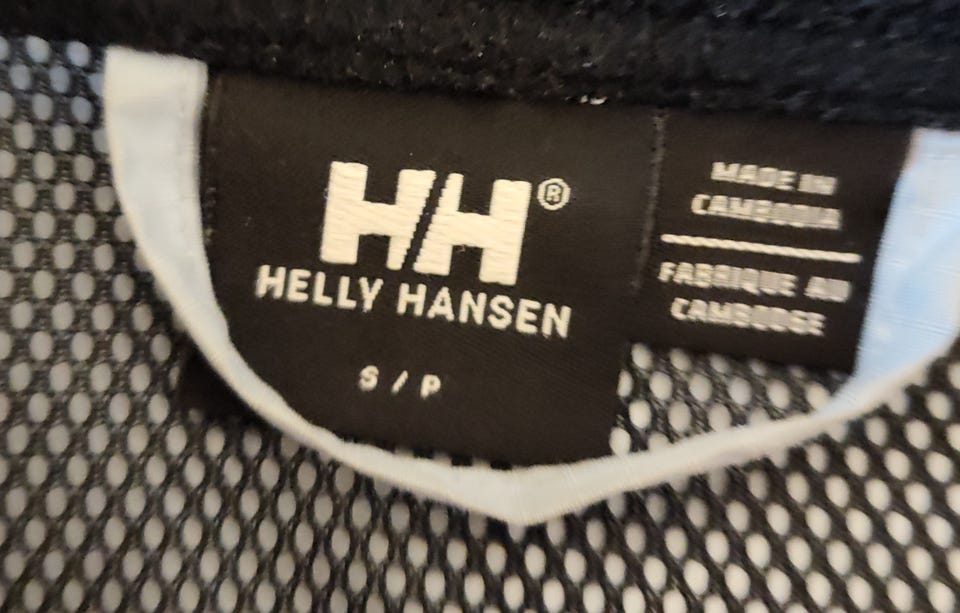 HH®
HELLY HANSEN
S / P
MADE IN
CAMBODIA
FABRIQUE AU
CAMBODGE